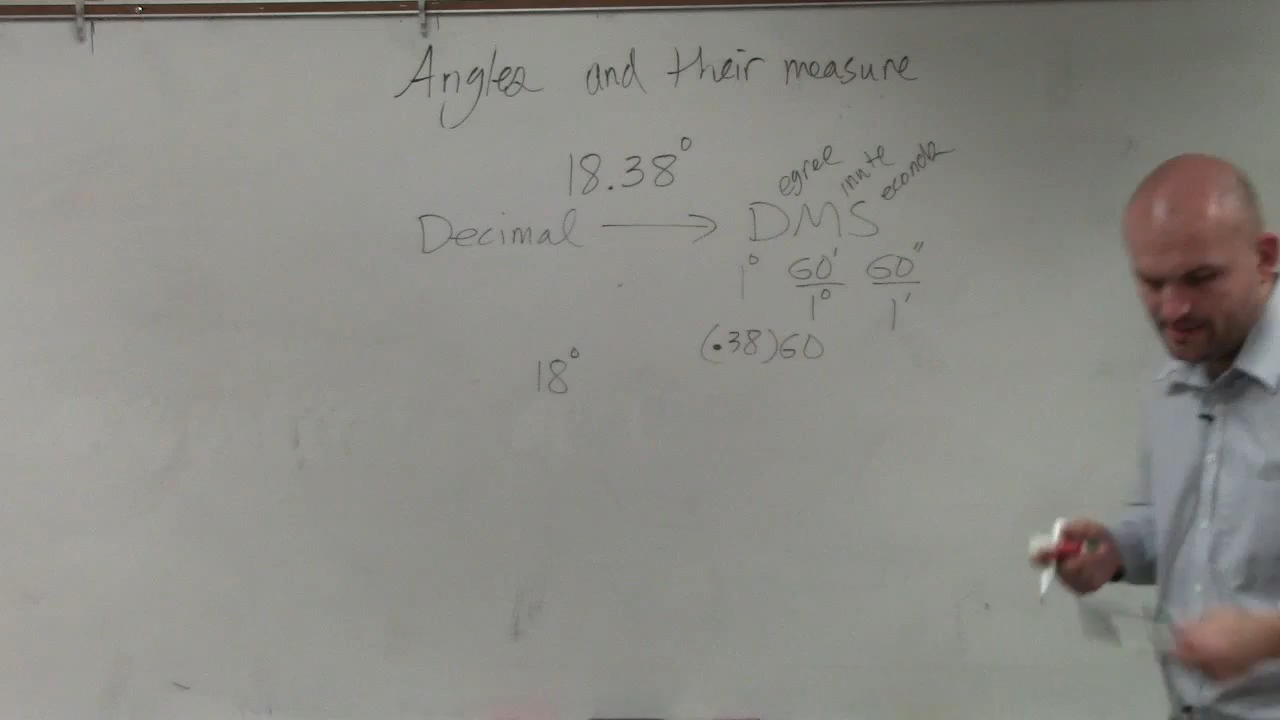 Angles and their measure
18.38°
egree inute econds
Decimal → DMS
1° 60'/1° 60"/1'
(.38)60
18°